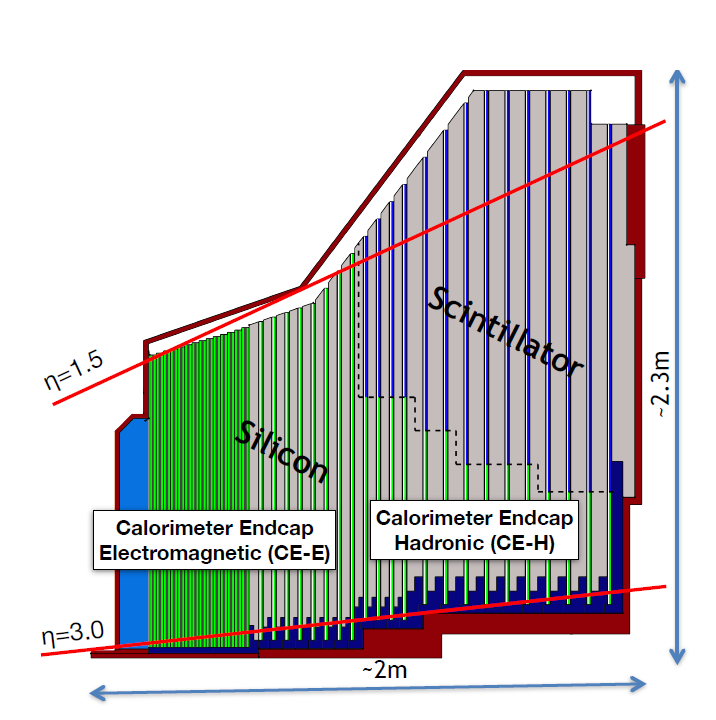 Scintillator
η=1.5
~2.3m
Silicon
Calorimeter Endcap
Electromagnetic (CE-E)
Calorimeter Endcap
Hadronic (CE-H)
η=3.0
~2m